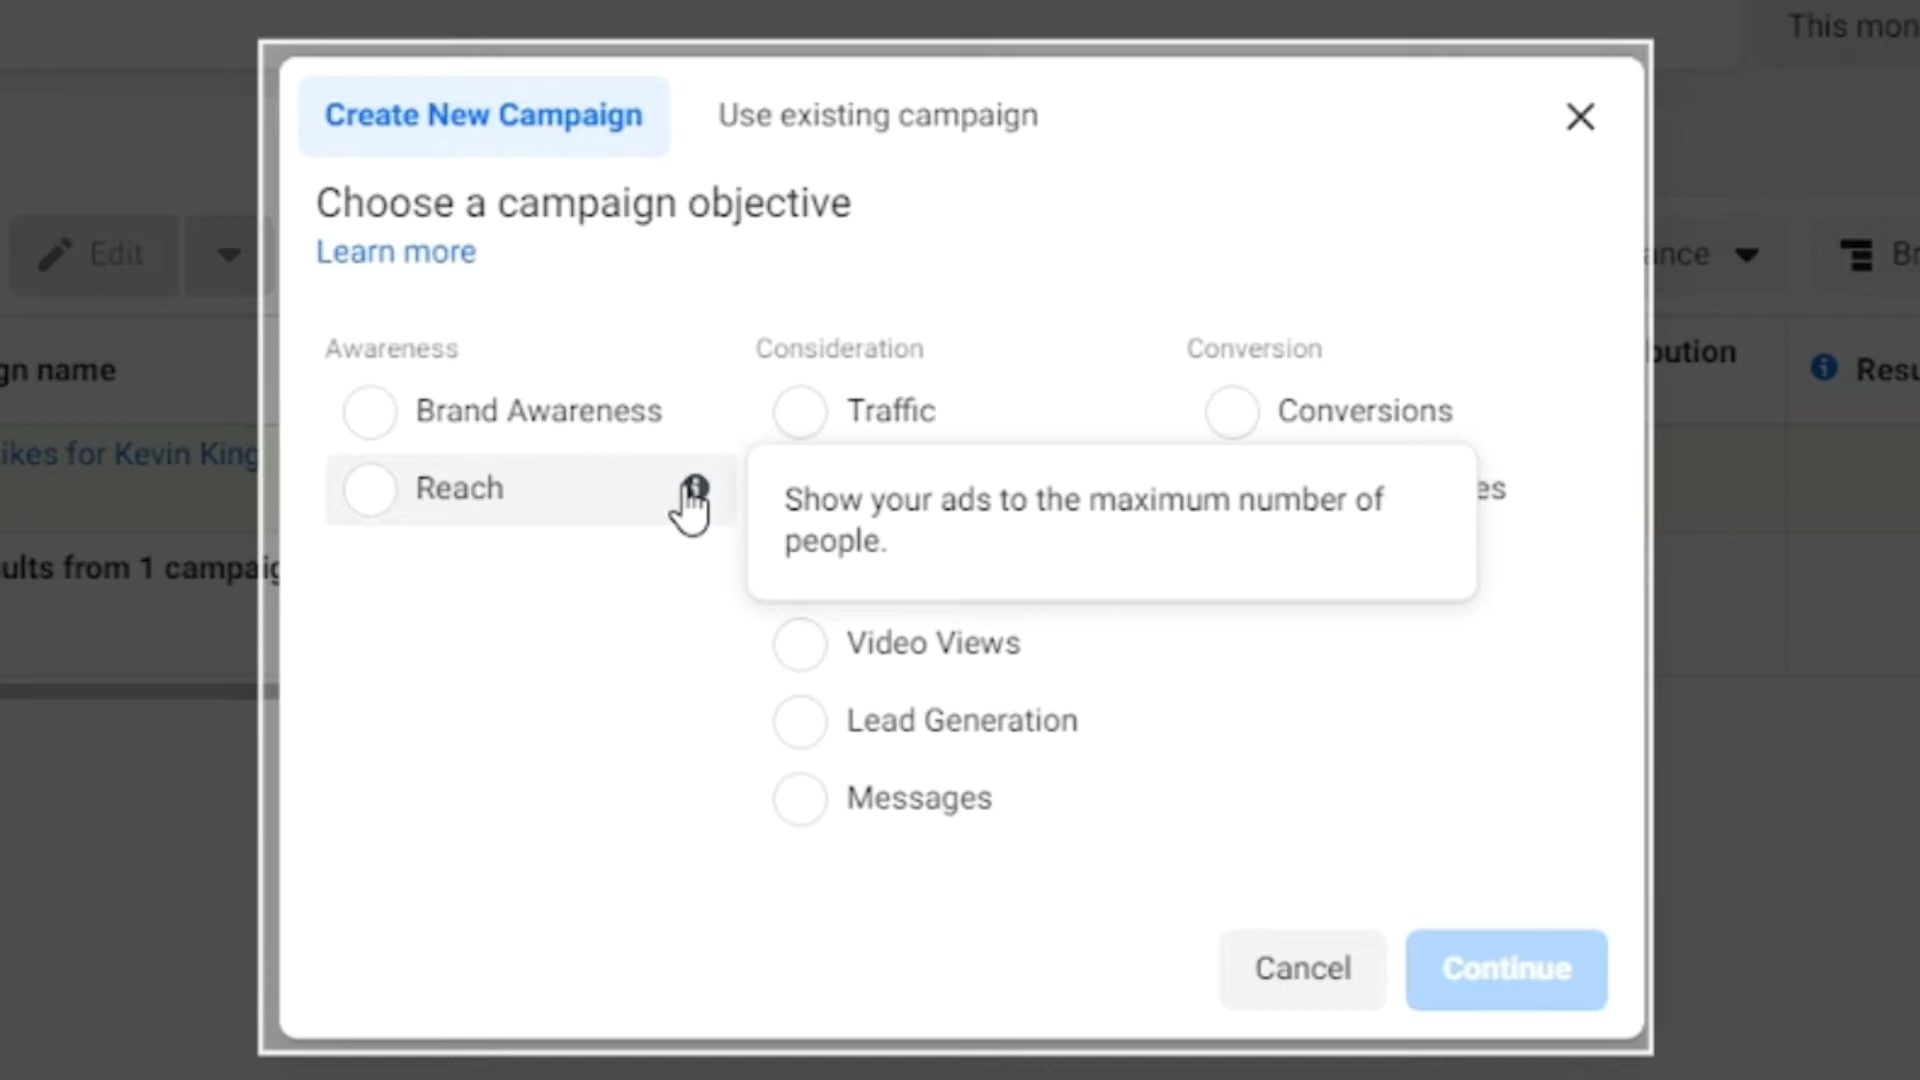 This mon
Create New Campaign
Use existing campaign
Choose a campaign objective
Learn more
Edit
ance
Br
Awareness
Consideration
Conversion
gn name
bution
Resu
Brand Awareness
Traffic
Conversions
ikes for Kevin King
Reach
es
Show your ads to the maximum number of
people.
ults from 1 campaig
Video Views
Lead Generation
Messages
Cancel
Continue